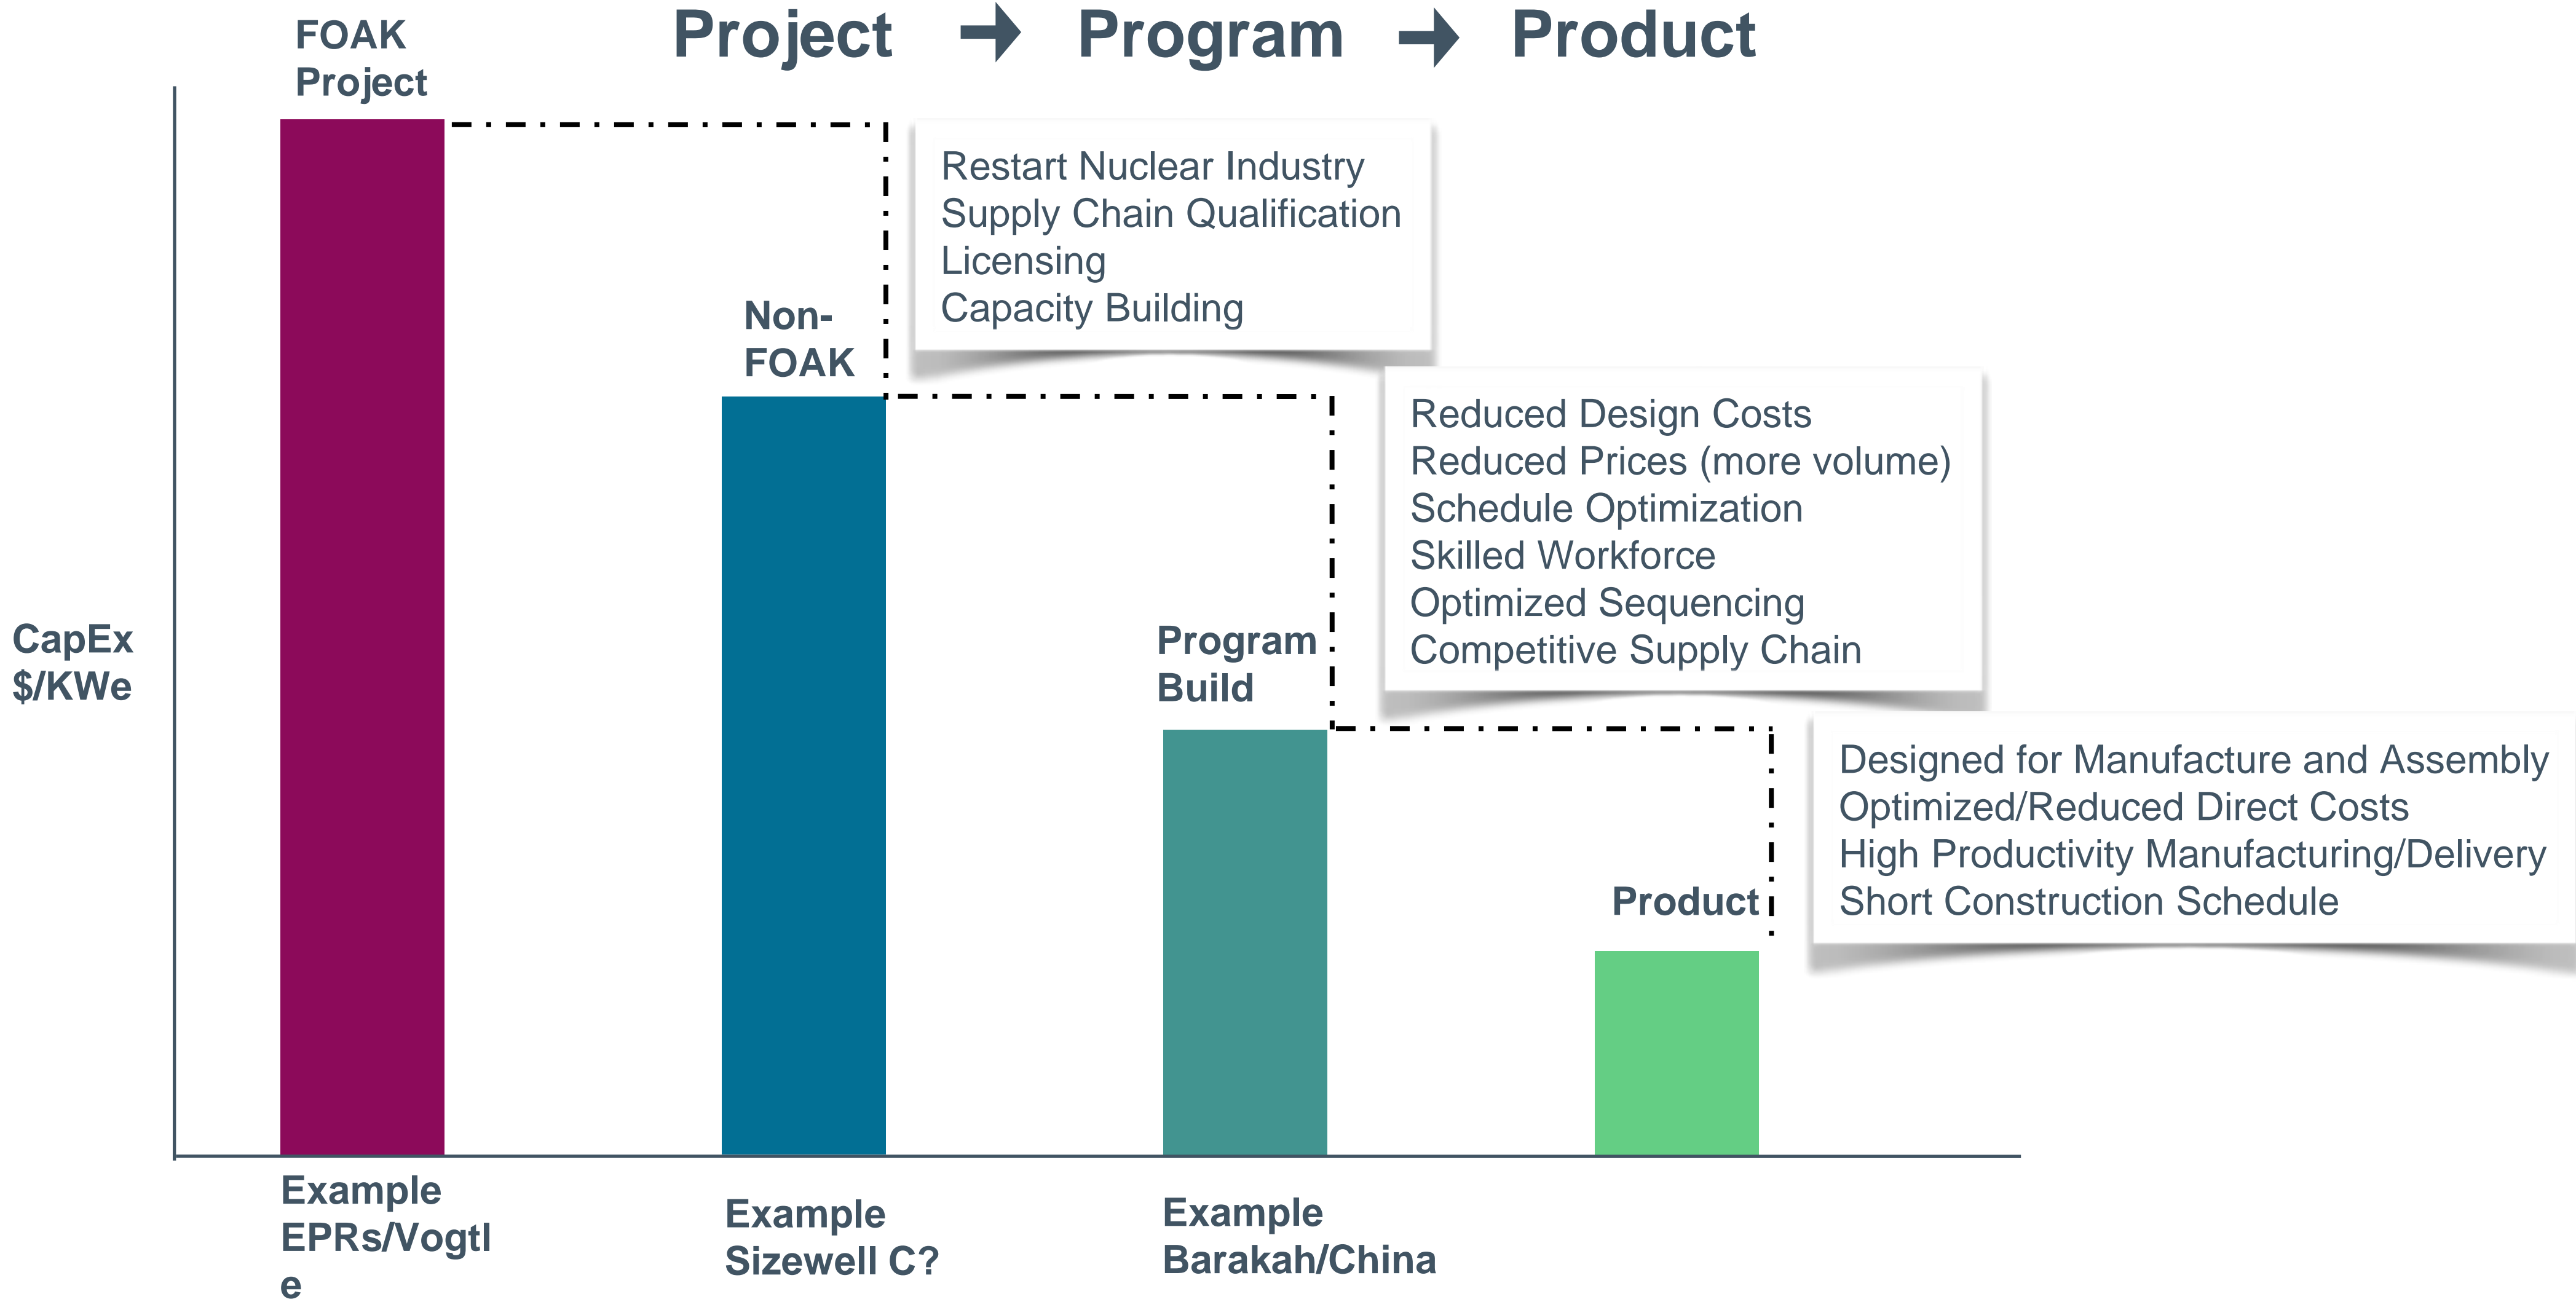 FOAK
Project
Project
Program
Product
Restart Nuclear Industry
Supply Chain Qualification
Licensing
Capacity Building
Non-
FOAK
Reduced Design Costs
Reduced Prices (more volume)
Schedule Optimization
Skilled Workforce
Optimized Sequencing
Competitive Supply Chain
CapEx
$/KWe
Program
Build
Designed for Manufacture and Assembly
Optimized/Reduced Direct Costs
High Productivity Manufacturing/Delivery
Short Construction Schedule
Product
Example
EPRs/Vogtl
e
Example
Sizewell C?
Example
Barakah/China